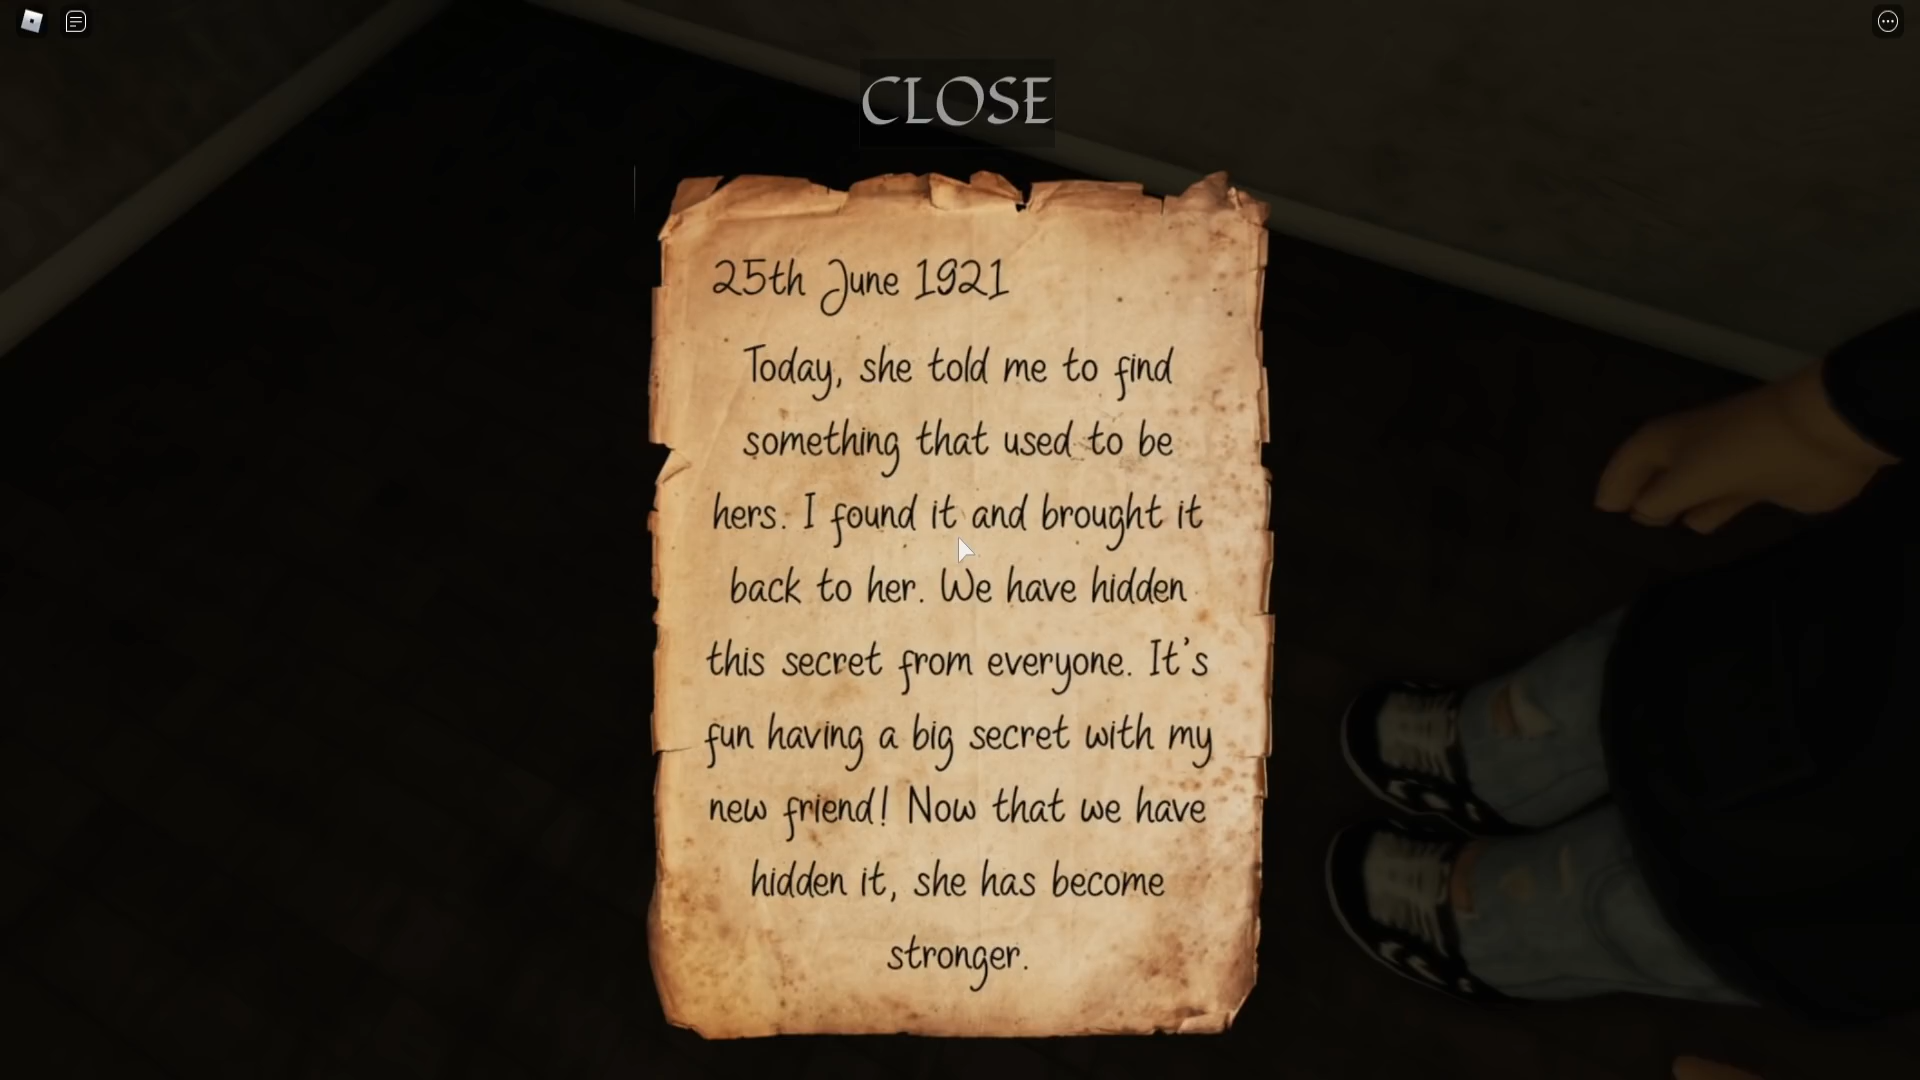 CLOSE
25th June 1921
Today, she told me to find
something that used to be
hers. I found it and brought it
back to her. We have hidden
this secret from everyone. It's
fun having a big secret with my
new friend! Now that we have
hidden it, she has become
stronger.